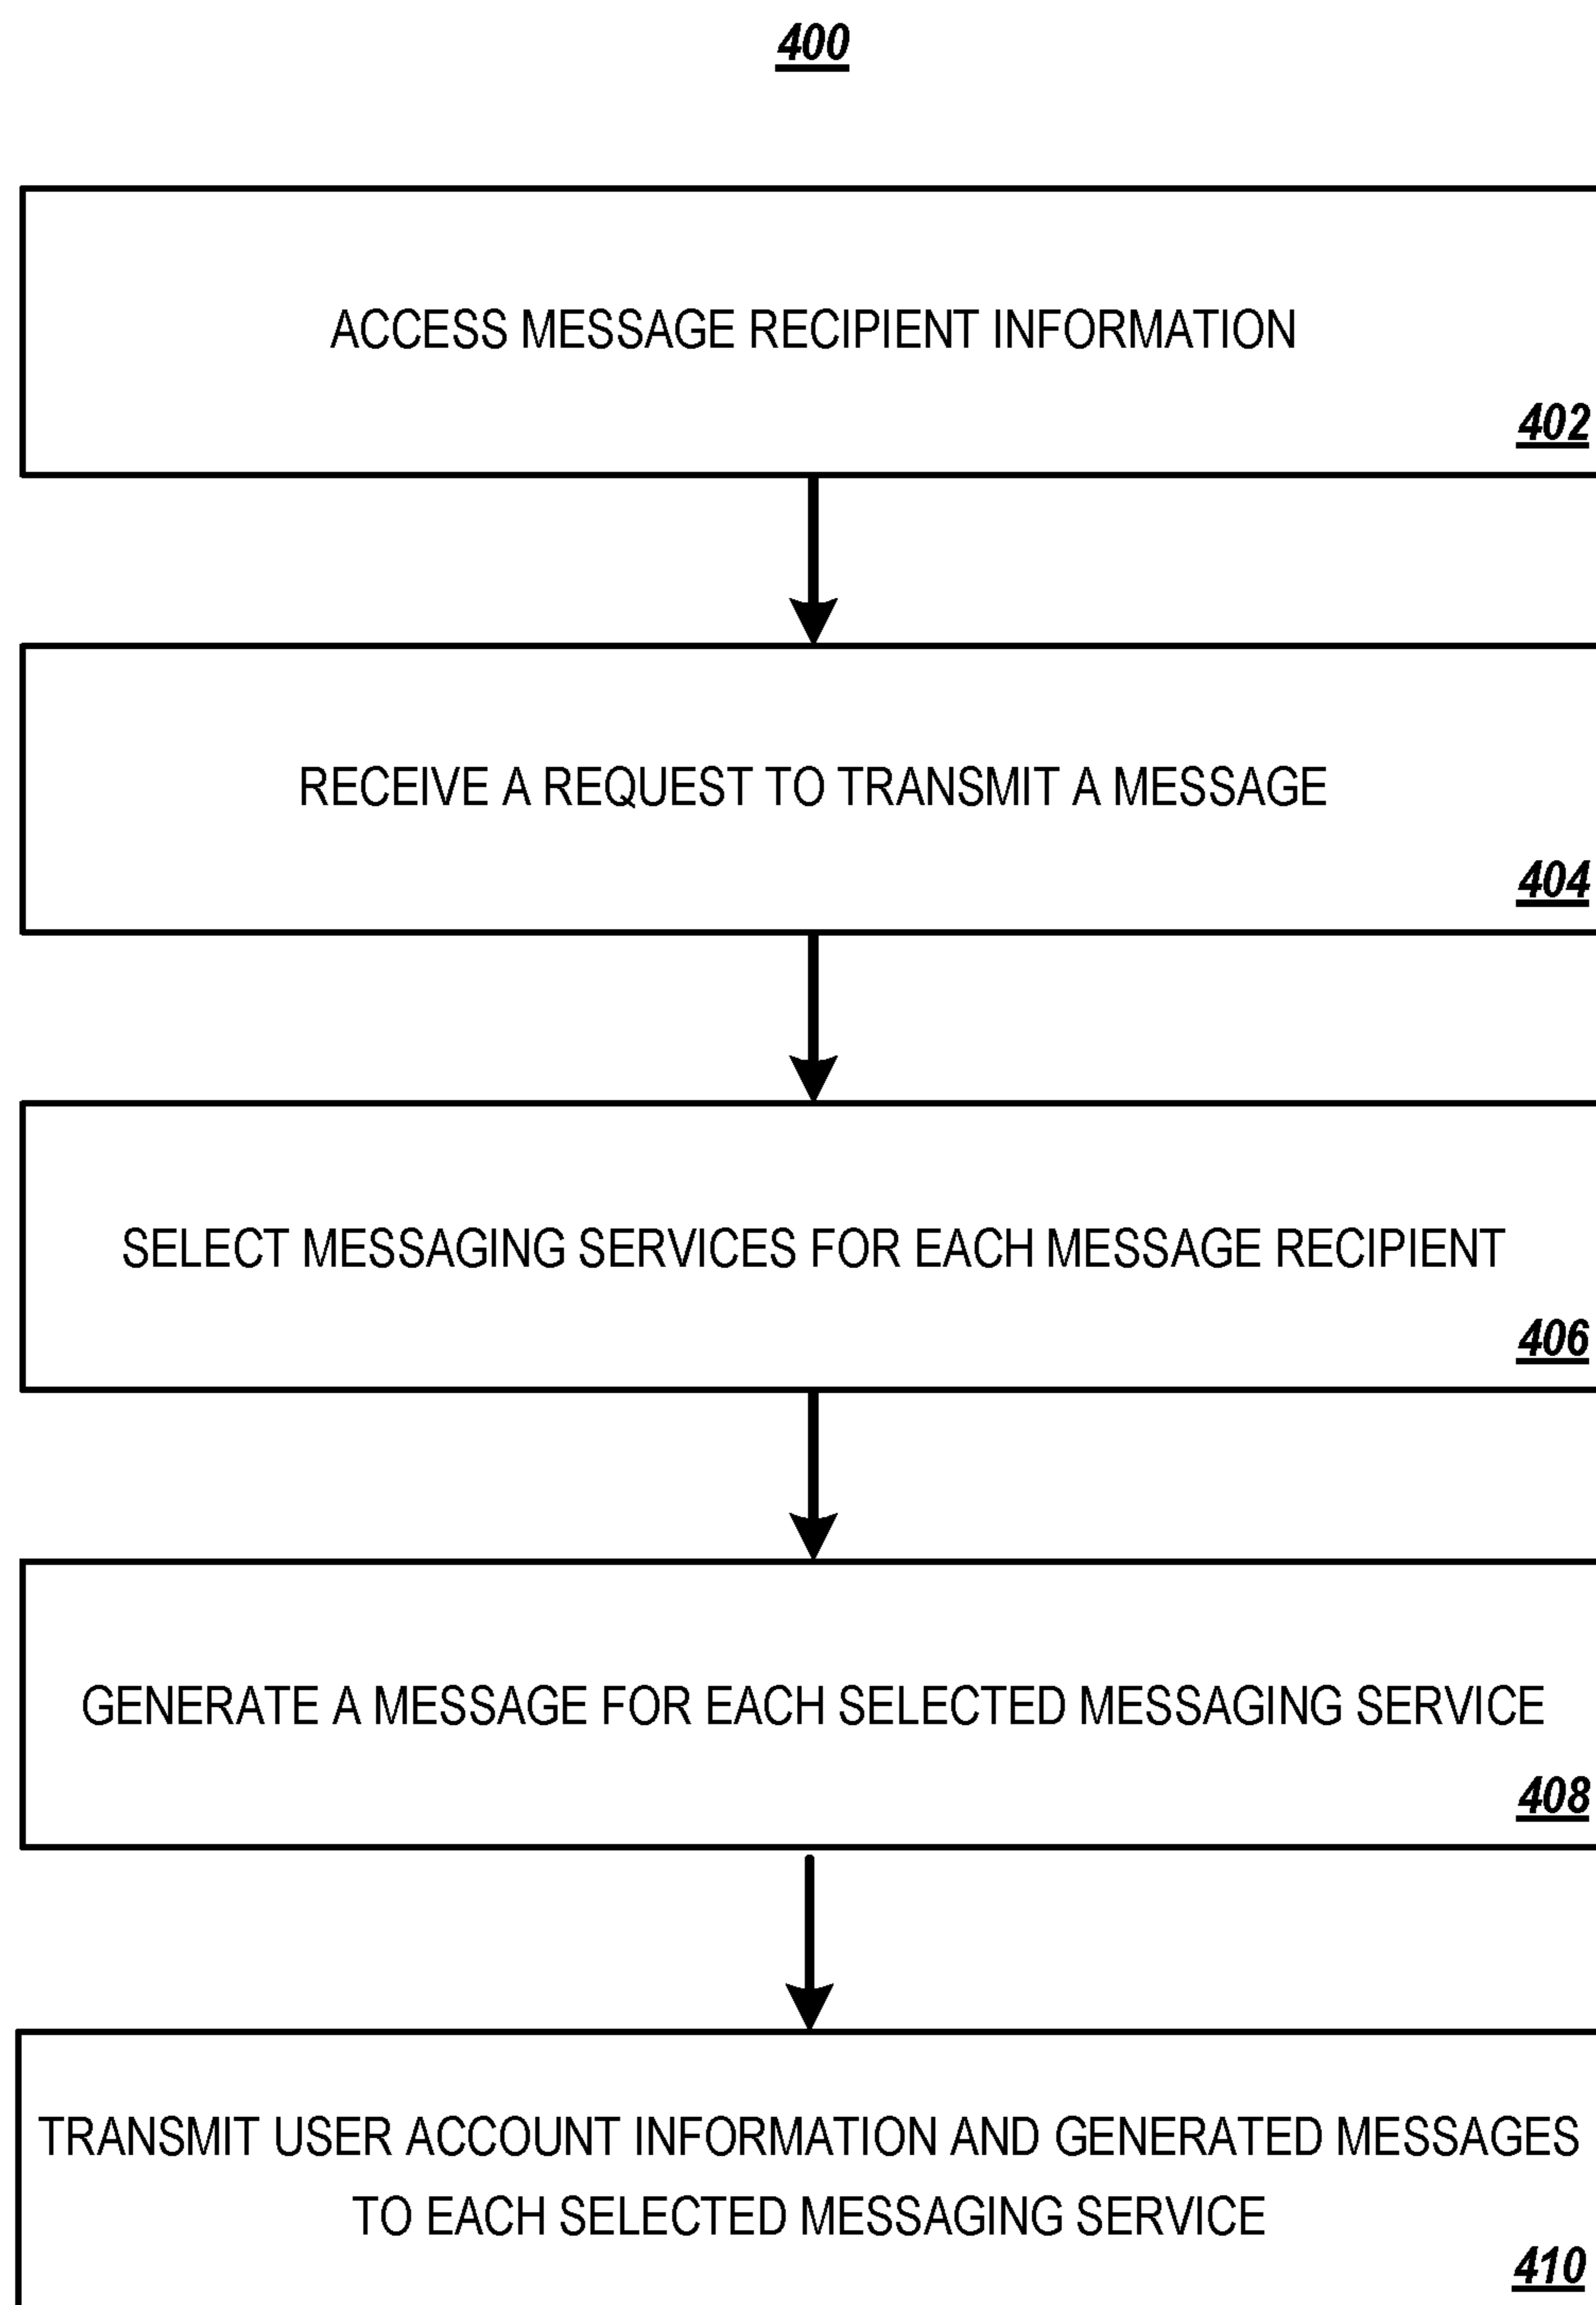 400
ACCESS MESSAGE RECIPIENT INFORMATION
402
RECEIVE A REQUEST TO TRANSMIT A MESSAGE
404
SELECT MESSAGING SERVICES FOR EACH MESSAGE RECIPIENT
406
GENERATE A MESSAGE FOR EACH SELECTED MESSAGING SERVICE
408
TRANSMIT USER ACCOUNT INFORMATION AND GENERATED MESSAGES
TO EACH SELECTED MESSAGING SERVICE
410